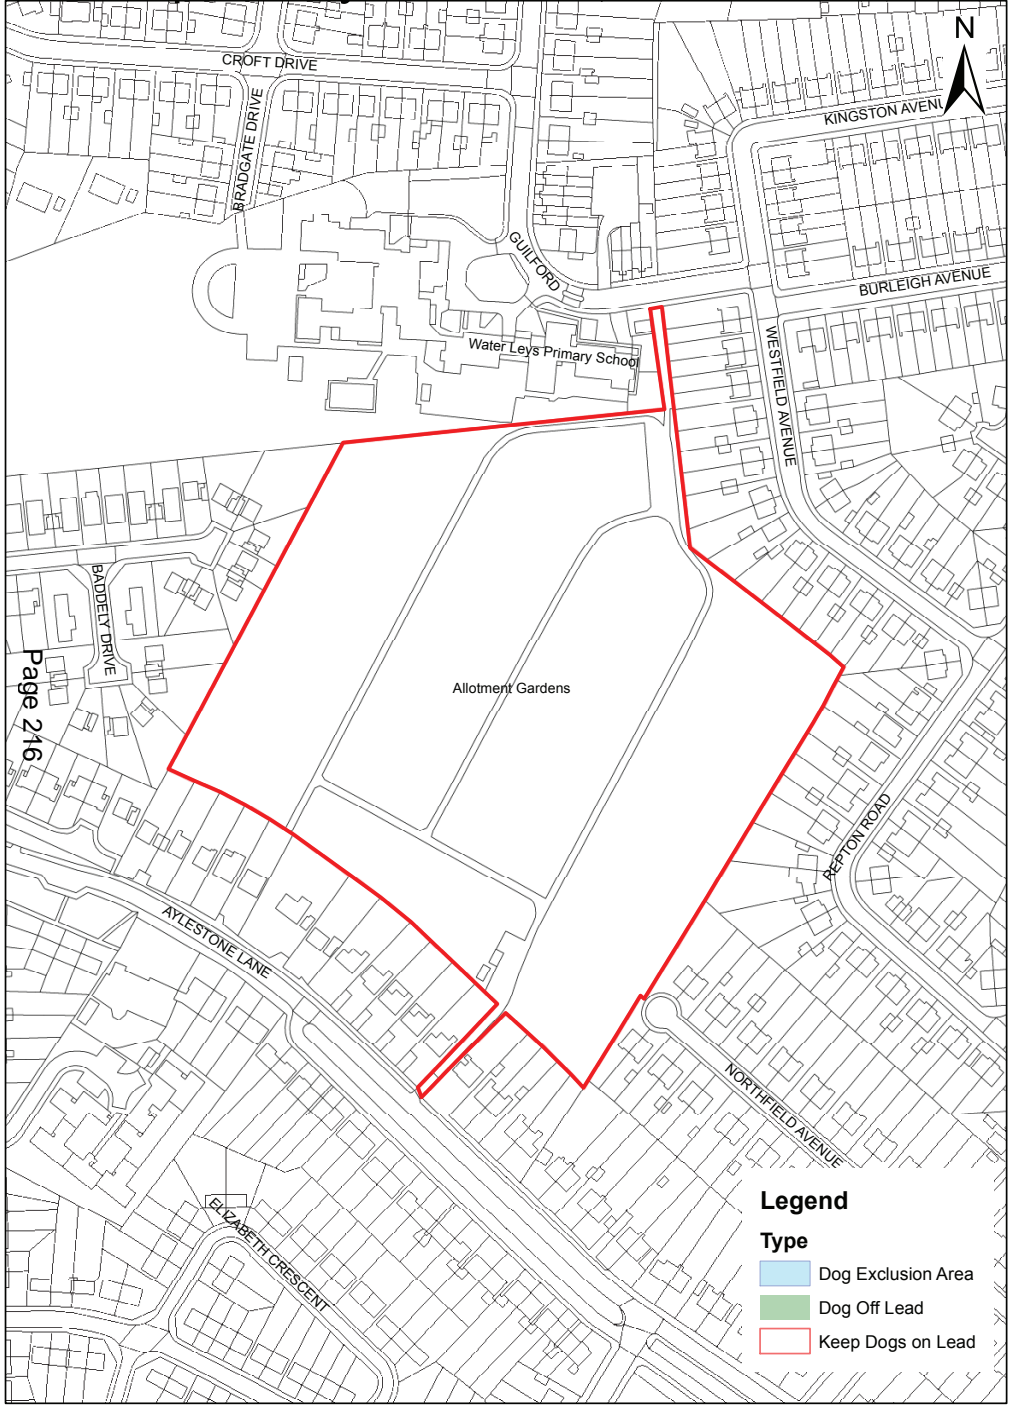 N
CROFT DRIVE
KINGSTON AVENU
BRADGATE DRIVE
GUILFORD
BURLEIGH AVENUE
Water Leys Primary School
WESTFIELD AVENUE
BADDELY DRIVE
Page 216
Allotment Gardens
REPTON ROAD
AYLESTONE LANE
NORTHFIELD AVENUE
ELIZABETH CRESCENT
Legend
Type
Dog Exclusion Area
Dog Off Lead
Keep Dogs on Lead